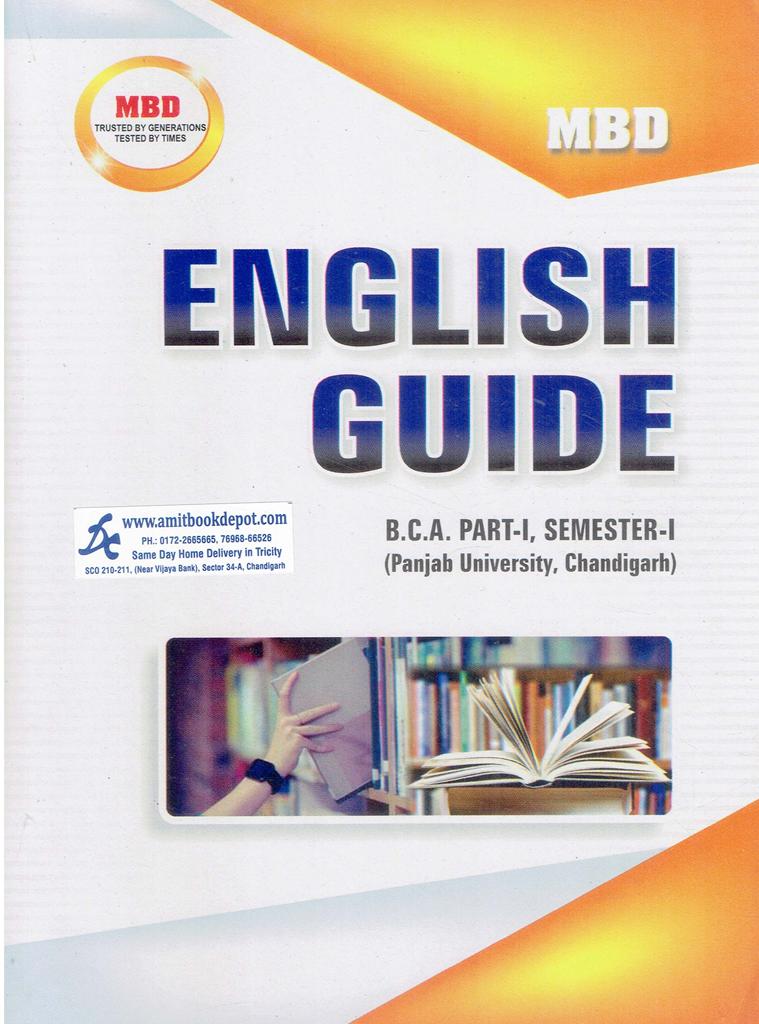 MBD
TRUSTED BY GENERATIONS
TESTED BY TIMES
MBD
ENGLISH
GUIDE
www.amitbookdepot.com
PH.: 0172-2665665, 76968-66526
Same Day Home Delivery in Tricity
SCO 210-211, (Near Vijaya Bank), Sector 34-A, Chandigarh
B.C.A. PART-I, SEMESTER-I
(Panjab University, Chandigarh)